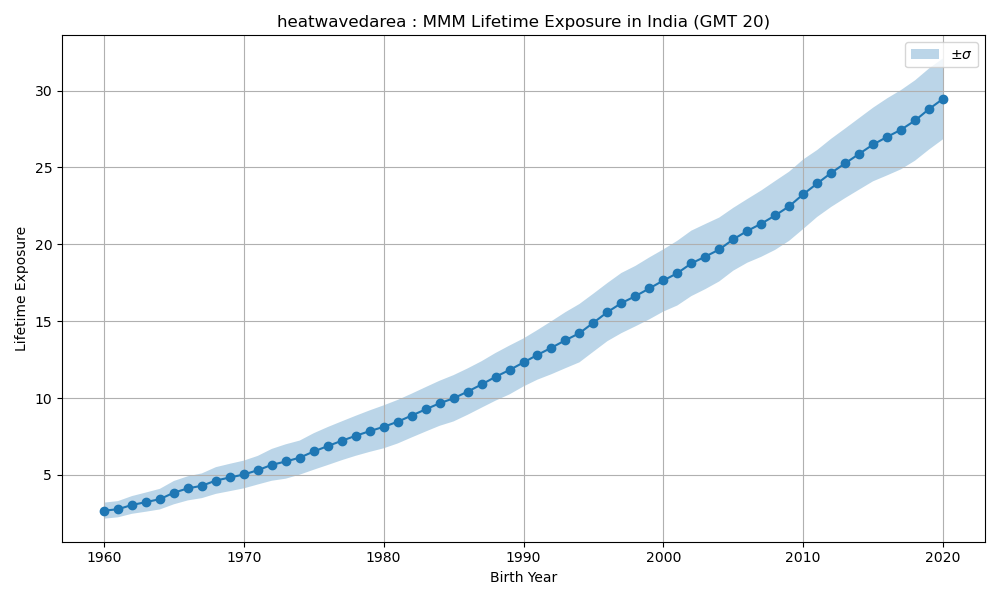 heatwavedarea : MMM Lifetime Exposure in India (GMT 20)
±σ
Lifetime Exposure
30
25
20
15
10
5
1960 1970 1980 1990 2000 2010 2020
Birth Year